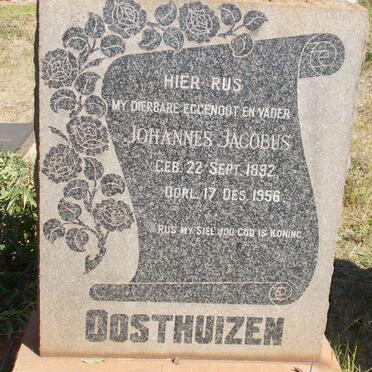 HIER RUS
MY DIERBARE EGGENOOT EN VADER
JOHANNES JACOBUS
GEB. 22 SEPT. 1892
OORL. 17 DES. 1956
RUS MY SIEL JOU GOD IS KONING
OOSTHUIZEN